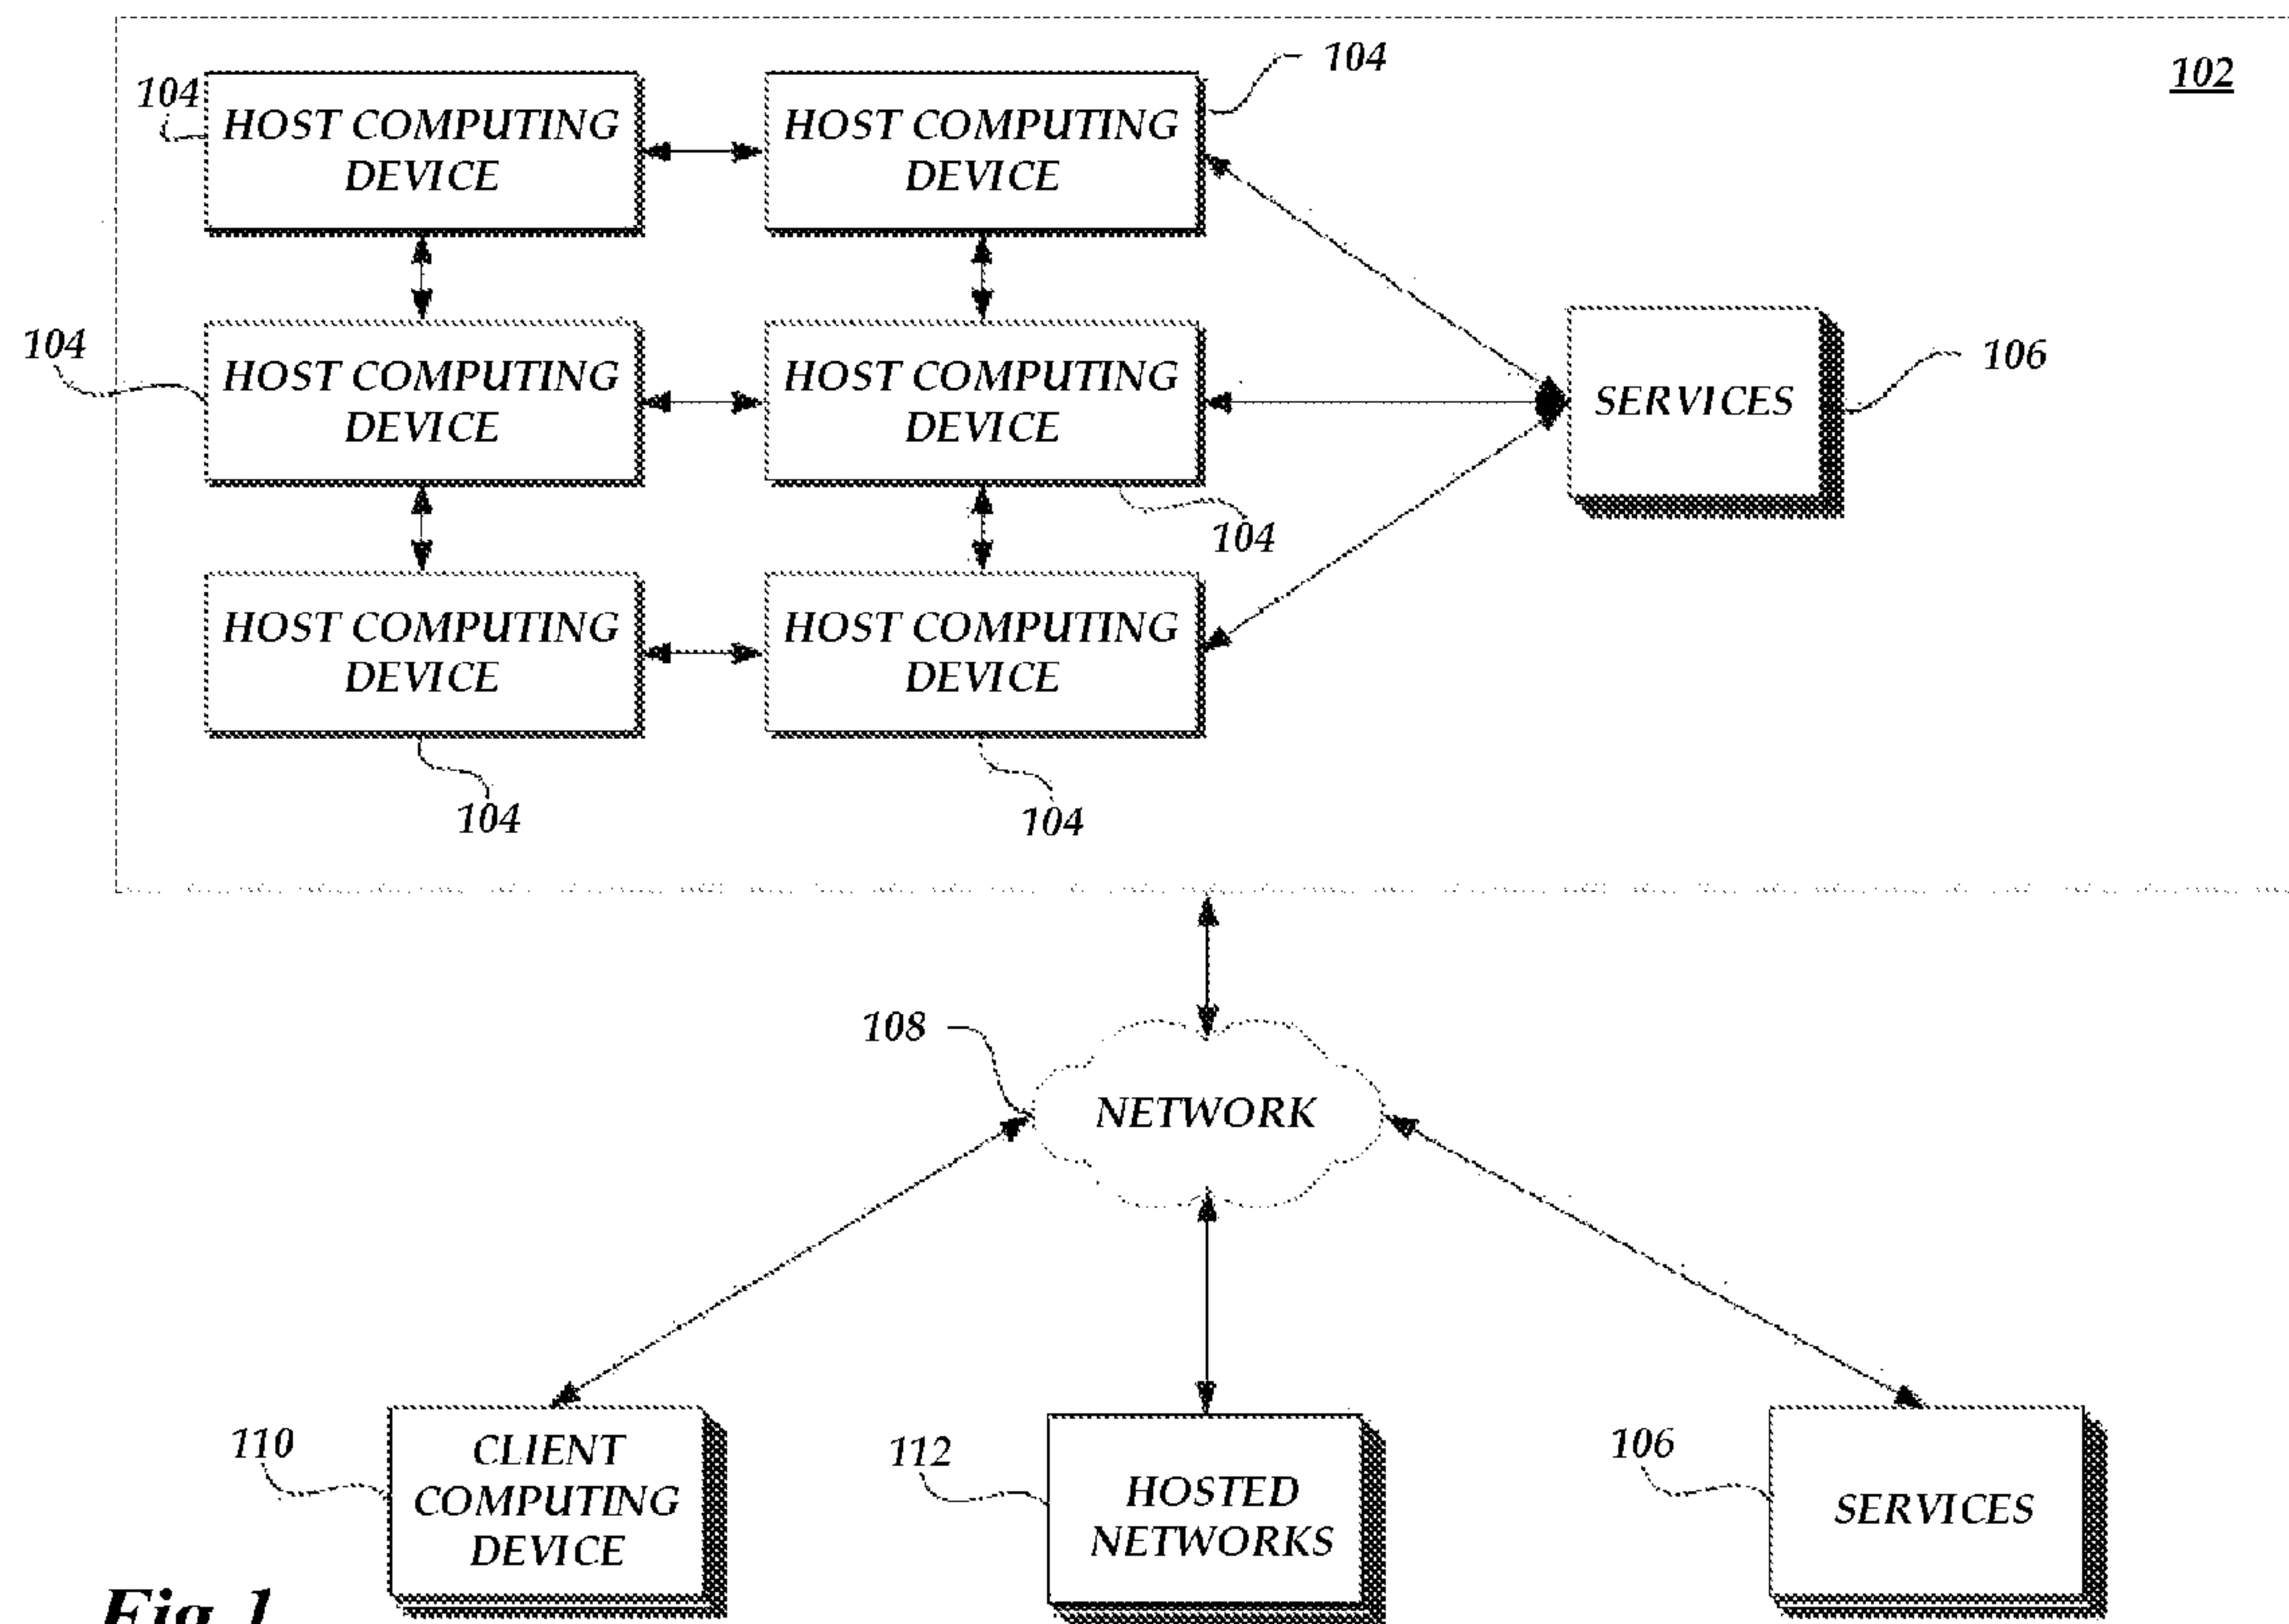 104
102
104
HOST COMPUTING
DEVICE
HOST COMPUTING
DEVICE
104
HOST COMPUTING
DEVICE
HOST COMPUTING
DEVICE
SERVICES
106
104
HOST COMPUTING
DEVICE
HOST COMPUTING
DEVICE
104
104
108
NETWORK
110
CLIENT
COMPUTING
DEVICE
112
HOSTED
NETWORKS
106
SERVICES
Fig.1